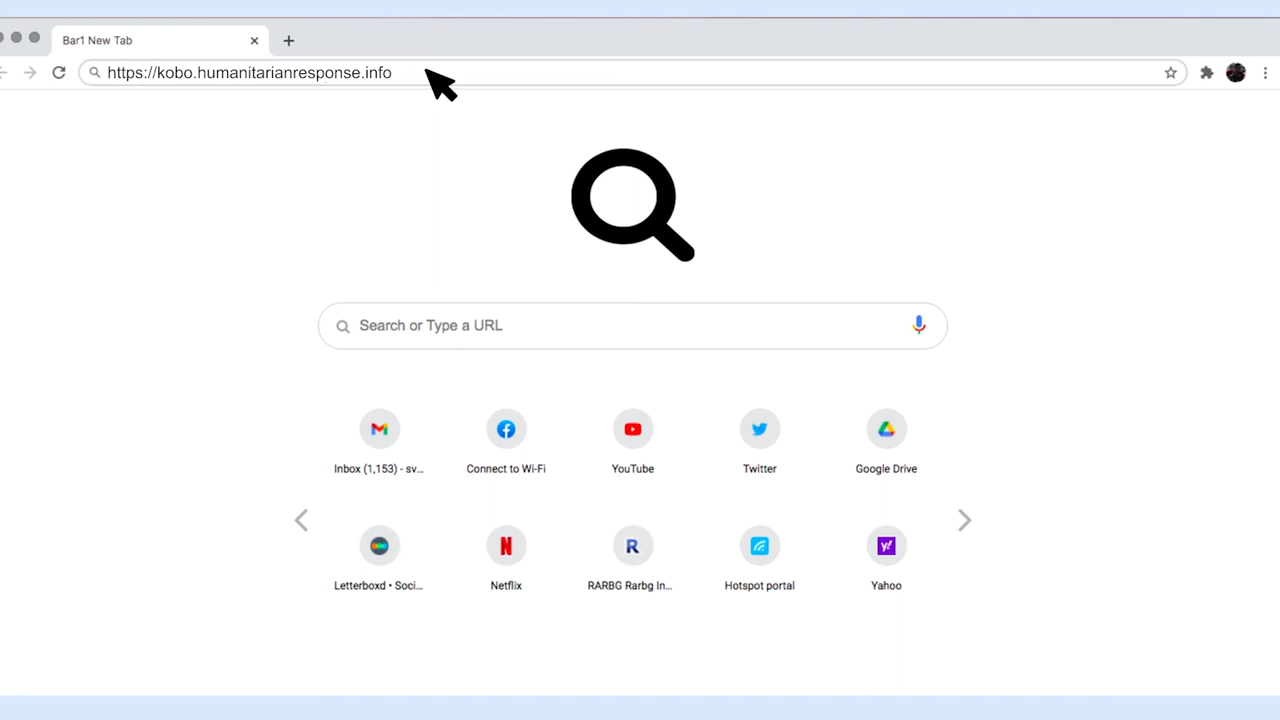 Bar1 New Tab
https://kobo.humanitarianresponse.info
Search or Type a URL
Inbox (1,153) - sv...
Connect to Wi-Fi
YouTube
Twitter
Google Drive
Letterboxd • Soci...
Netflix
RARBG Rarbg In...
Hotspot portal
Yahoo